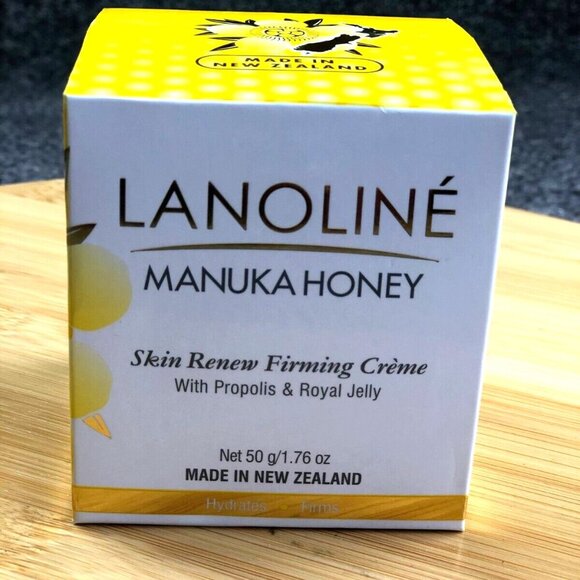 MADE IN
NEW ZEALAND
LANOLINÉ
MANUKA HONEY
Skin Renew Firming Crème
With Propolis & Royal Jelly
Net 50 g/1.76 oz
MADE IN NEW ZEALAND
Hydrates • Firms